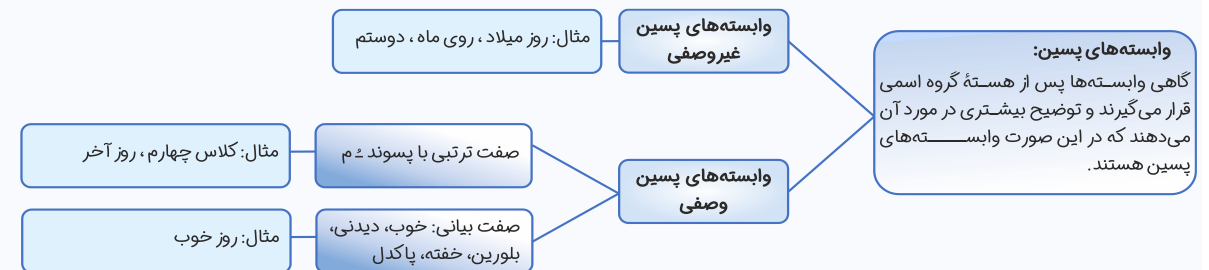 وابسته‌های پسین:
گاهی وابسته‌ها پس از هستهٔ گروه اسمی
قرار می‌گیرند و توضیح بیشتری در مورد آن
می‌دهند که در این صورت وابسته‌های
پسین هستند.
وابسته‌های پسین
غیروصفی
مثال: روز میلاد ، روی ماه ، دوستم
وابسته‌های پسین
وصفی
صفت ترتبی با پسوند ـُ م
مثال: کلاس چهارم ، روز آخر
صفت بیانی: خوب، دیدنی،
بلورین، خفته، پاکدل
مثال: روز خوب